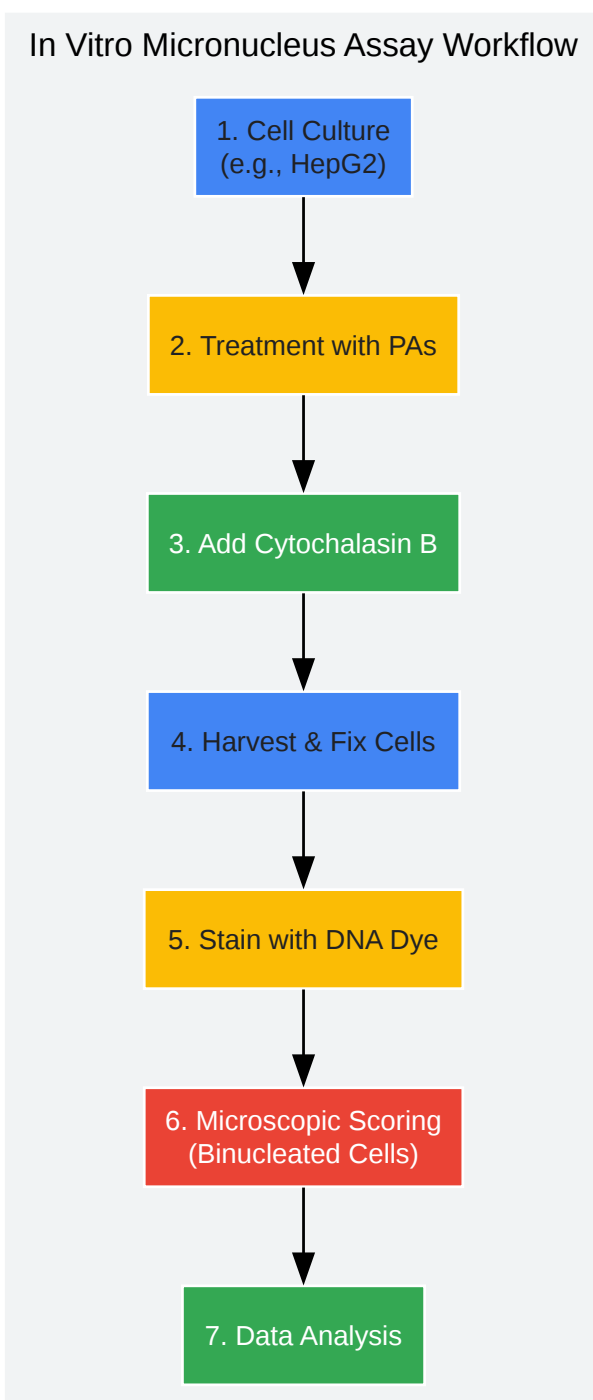 In Vitro Micronucleus Assay Workflow
1. Cell Culture
(e.g., HepG2)
2. Treatment with PAs
3. Add Cytochalasin B
4. Harvest & Fix Cells
5. Stain with DNA Dye
6. Microscopic Scoring
(Binucleated Cells)
7. Data Analysis